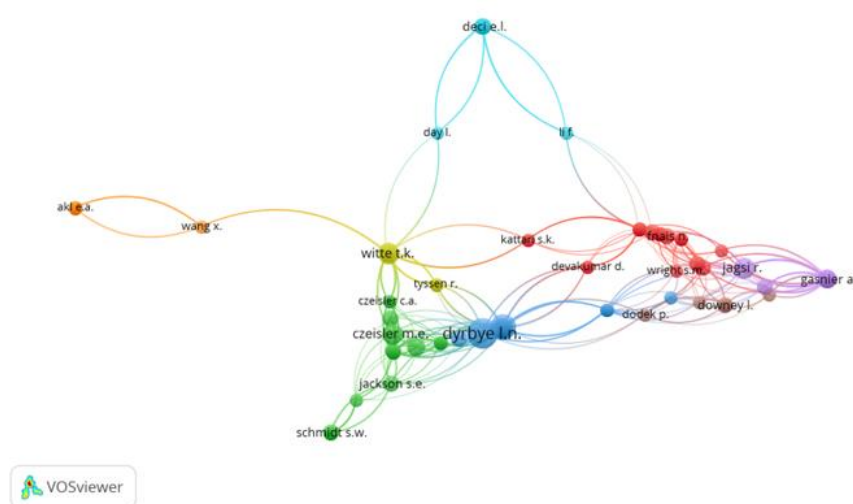 deci e.l.
day l.
li f.
akl e.a.
wang x.
witte t.k.
kattan s.k.
fnais n.
devakumar d.
wright s.m.
jagsi r.
gasnier a
tyssen r.
czeisler c.a.
downey l.
dodek p.
czeisler m.e.
dyrbye l.n.
jackson s.e.
schmidt s.w.
VOSviewer